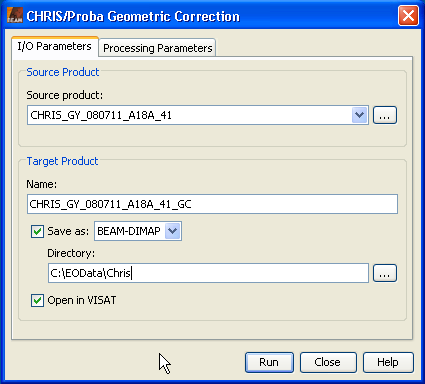 BEAM CHRIS/Proba Geometric Correction
I/O Parameters Processing Parameters
Source Product
Source product:
CHRIS_GY_080711_A18A_41 ...
Target Product
Name:
CHRIS_GY_080711_A18A_41_GC
Save as: BEAM-DIMAP
Directory:
C:\EOData\Chris ...
Open in VISAT
Run Close Help